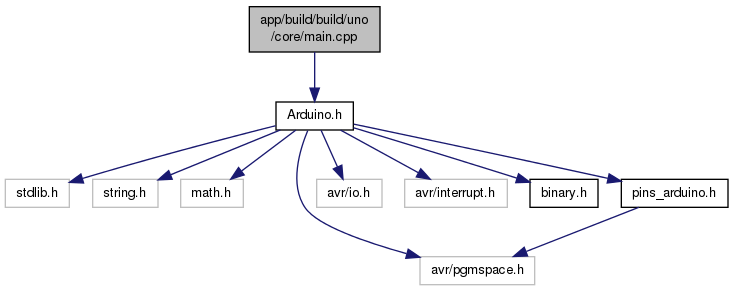 app/build/build/uno
/core/main.cpp
Arduino.h
stdlib.h
string.h
math.h
avr/io.h
avr/interrupt.h
binary.h
pins_arduino.h
avr/pgmspace.h